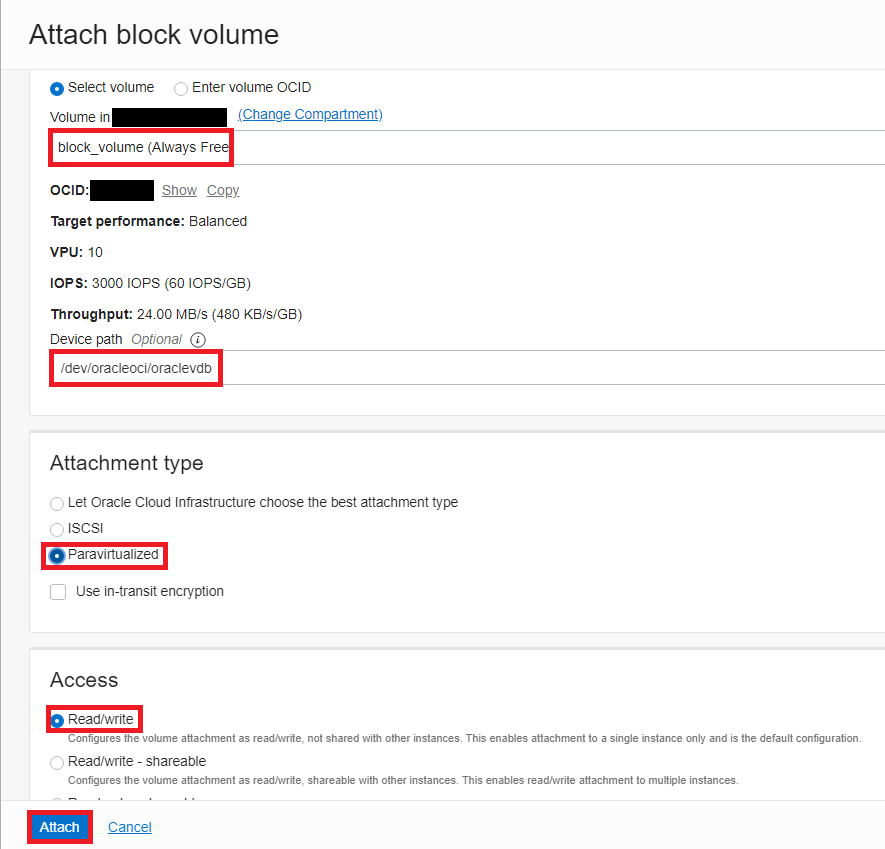 Attach block volume
Select volume Enter volume OCID
Volume in (Change Compartment)
block_volume (Always Free
OCID: Show Copy
Target performance: Balanced
VPU: 10
IOPS: 3000 IOPS (60 IOPS/GB)
Throughput: 24.00 MB/s (480 KB/s/GB)
Device path Optional i
/dev/oracleoci/oraclevdb
Attachment type
Let Oracle Cloud Infrastructure choose the best attachment type
ISCSI
Paravirtualized
Use in-transit encryption
Access
Read/write
Configures the volume attachment as read/write, not shared with other instances. This enables attachment to a single instance only and is the default configuration.
Read/write - shareable
Configures the volume attachment as read/write, shareable with other instances. This enables read/write attachment to multiple instances.
Attach Cancel